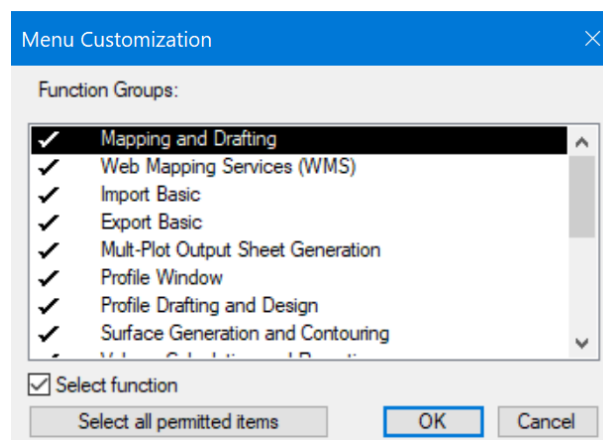 Menu Customization
Function Groups:
Mapping and Drafting
Web Mapping Services (WMS)
Import Basic
Export Basic
Mult-Plot Output Sheet Generation
Profile Window
Profile Drafting and Design
Surface Generation and Contouring
Select function
Select all permitted items
OK
Cancel